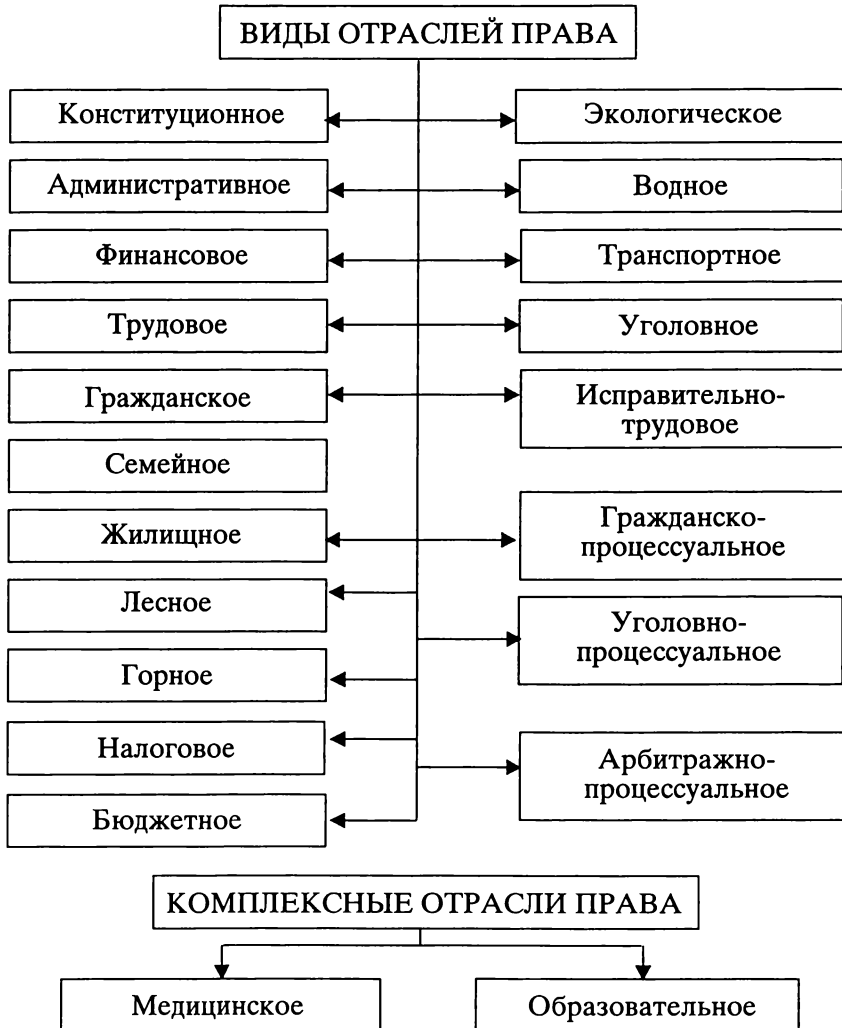 ВИДЫ ОТРАСЛЕЙ ПРАВА
Конституционное
Экологическое
Административное
Водное
Финансовое
Транспортное
Трудовое
Уголовное
Гражданское
Исправительно-
трудовое
Семейное
Жилищное
Гражданско-
процессуальное
Лесное
Уголовно-
процессуальное
Горное
Налоговое
Арбитражно-
процессуальное
Бюджетное
КОМПЛЕКСНЫЕ ОТРАСЛИ ПРАВА
Медицинское
Образовательное